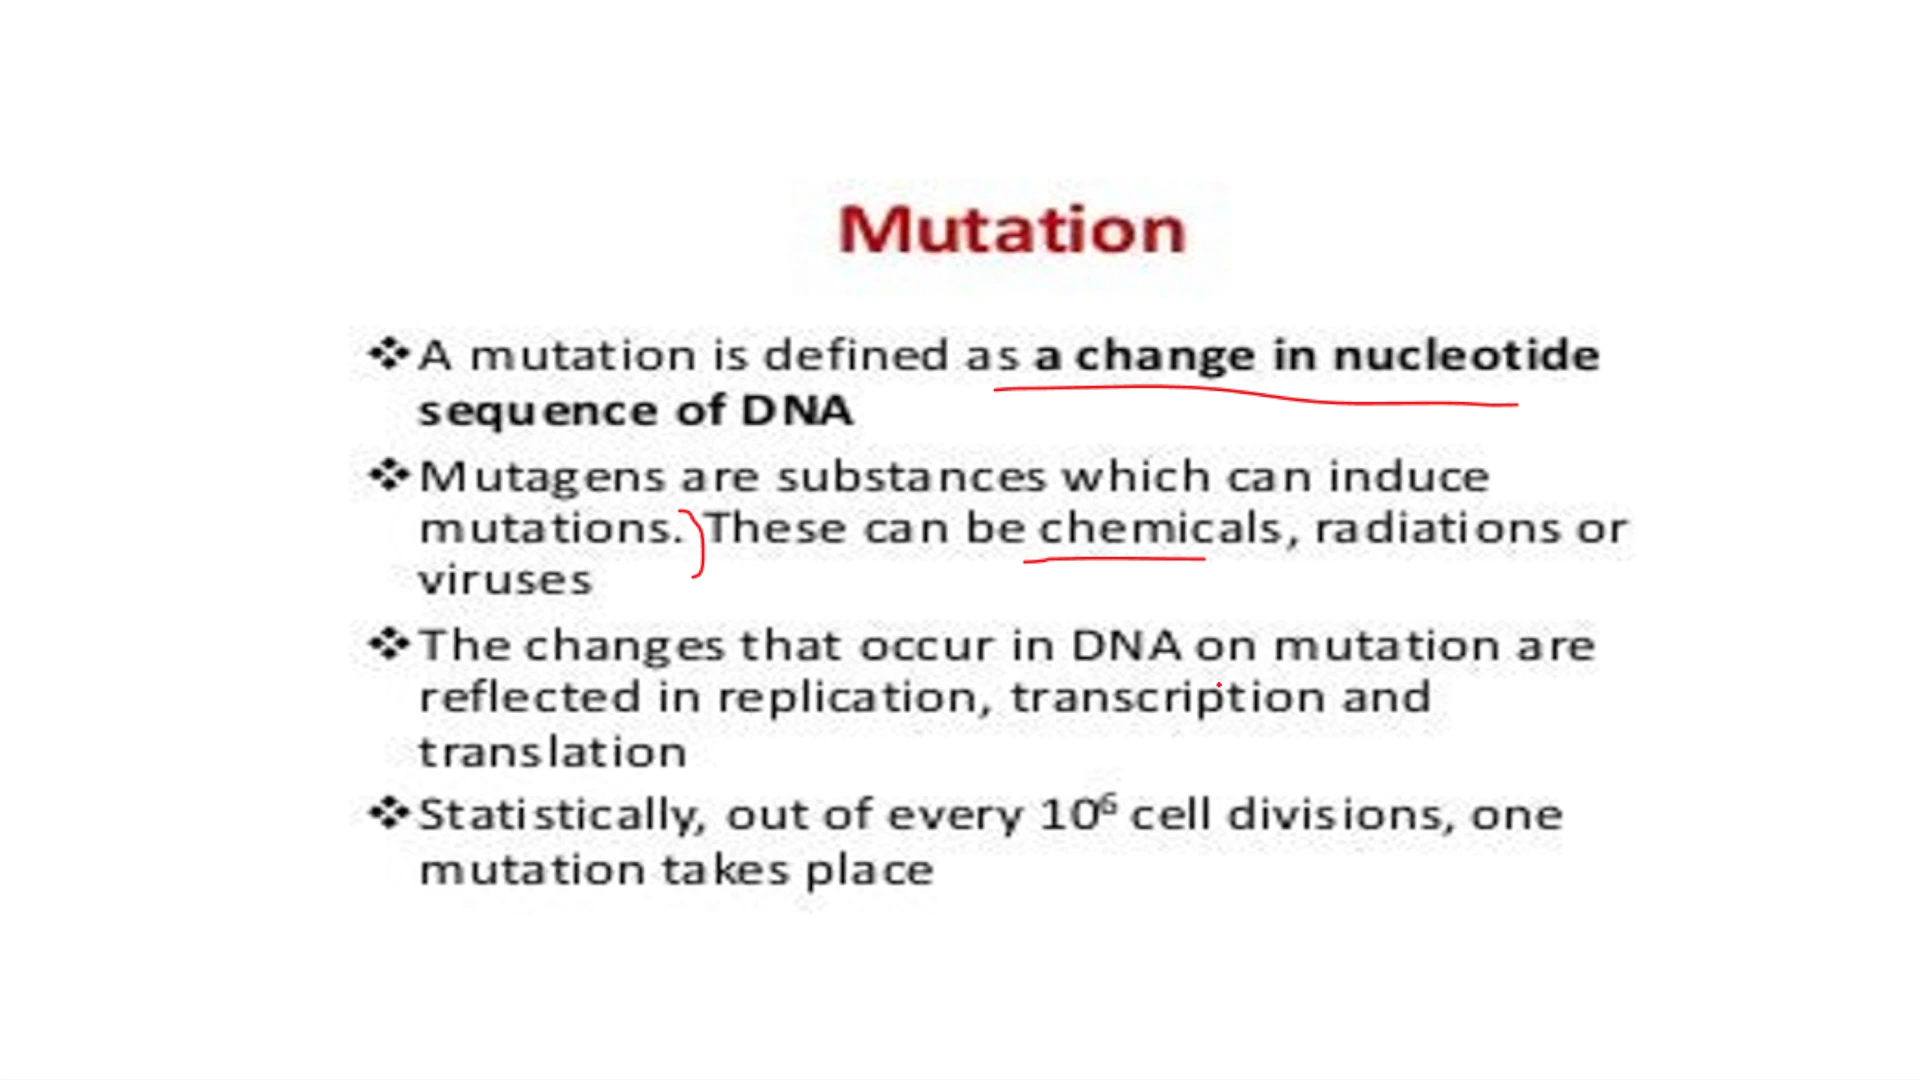 Mutation
❖A mutation is defined as a change in nucleotide
sequence of DNA
❖Mutagens are substances which can induce
mutations. These can be chemicals, radiations or
viruses
❖The changes that occur in DNA on mutation are
reflected in replication, transcription and
translation
❖Statistically, out of every 10⁶ cell divisions, one
mutation takes place